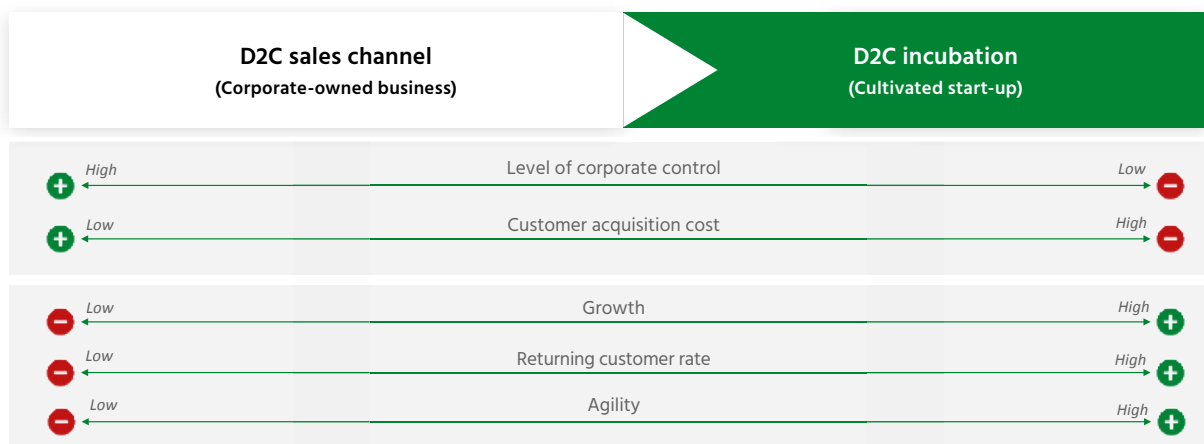 D2C sales channel
(Corporate-owned business)
D2C incubation
(Cultivated start-up)
High Level of corporate control Low
Low Customer acquisition cost High
Low Growth High
Low Returning customer rate High
Low Agility High